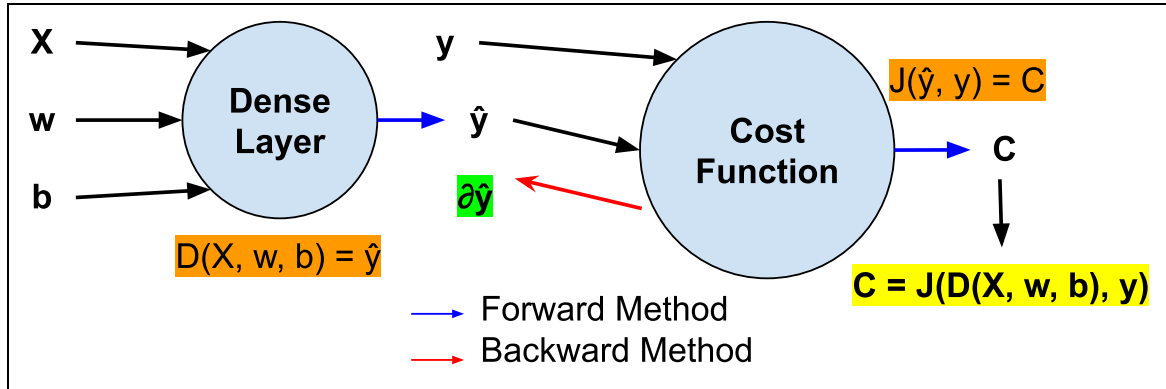 X
w
b
Dense
Layer
D(X, w, b) = ŷ
y
ŷ
∂ŷ
Cost
Function
J(ŷ, y) = C
C
C = J(D(X, w, b), y)
Forward Method
Backward Method